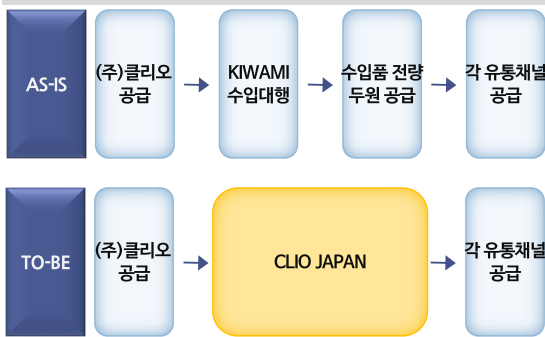 AS-IS
(주)클리오
공급
KIWAMI
수입대행
수입품 전량
두원 공급
각 유통채널
공급
TO-BE
(주)클리오
공급
CLIO JAPAN
각 유통채널
공급